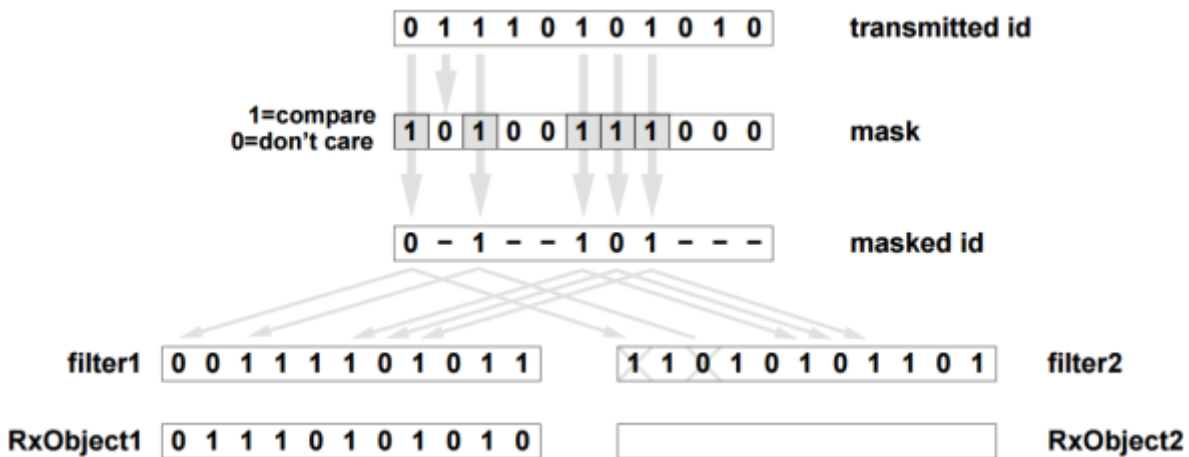 0 1 1 1 0 1 0 1 0 1 0 transmitted id
1=compare
0=don't care
1 0 1 0 0 1 1 1 0 0 0 mask
0 – 1 – – 1 0 1 – – – masked id
filter1 0 0 1 1 1 1 0 1 0 1 1 1 1 0 1 0 1 0 1 1 0 1 filter2
RxObject1 0 1 1 1 0 1 0 1 0 1 0 RxObject2